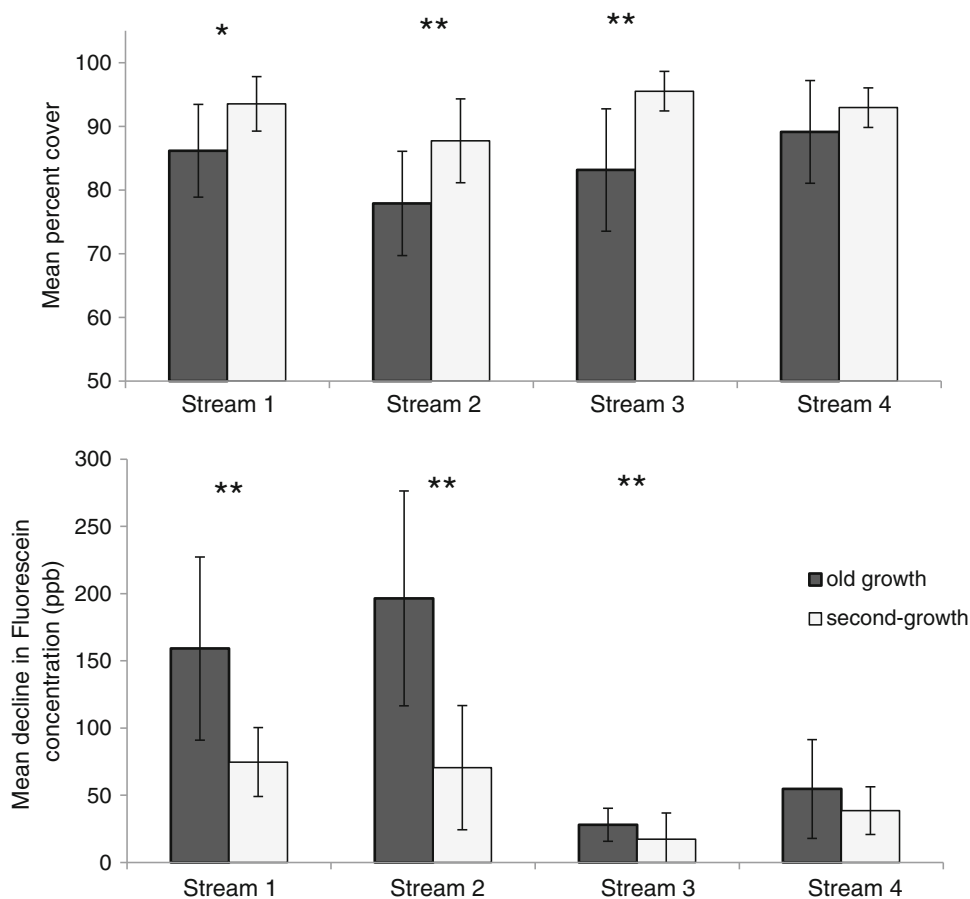 * ** **
Mean percent cover
100
90
80
70
60
50
Stream 1 Stream 2 Stream 3 Stream 4
Mean decline in Fluorescein
concentration (ppb)
300
250
200
150
100
50
0
** ** **
old growth
second-growth
Stream 1 Stream 2 Stream 3 Stream 4